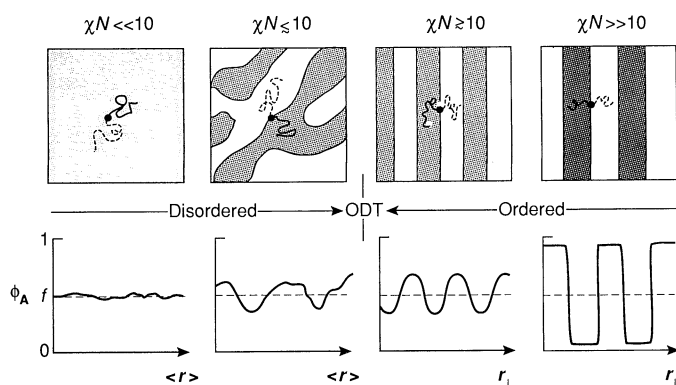 χN<<10 χN≲10 χN≳10 χN>>10
Disordered ODT Ordered
1
ϕA f
0
<r> <r> r⊥ r⊥